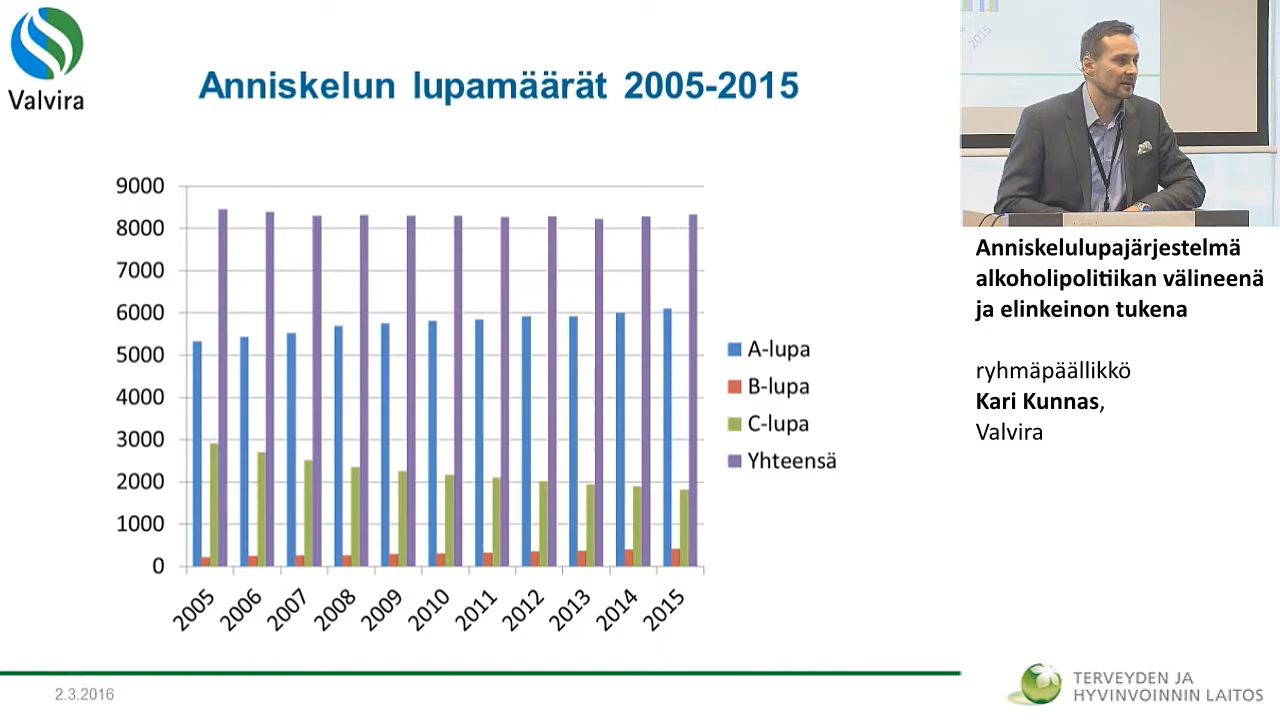 Valvira
Anniskelun lupamäärät 2005-2015
9000
8000
7000
6000
5000
4000
3000
2000
1000
0
2005
2006
2007
2008
2009
2010
2011
2012
2013
2014
2015
A-lupa
B-lupa
C-lupa
Yhteensä
2.3.2016
2015
Anniskelulupajärjestelmä
alkoholipolitiikan välineenä
ja elinkeinon tukena
ryhmäpäällikkö
Kari Kunnas,
Valvira
TERVEYDEN JA
HYVINVOINNIN LAITOS